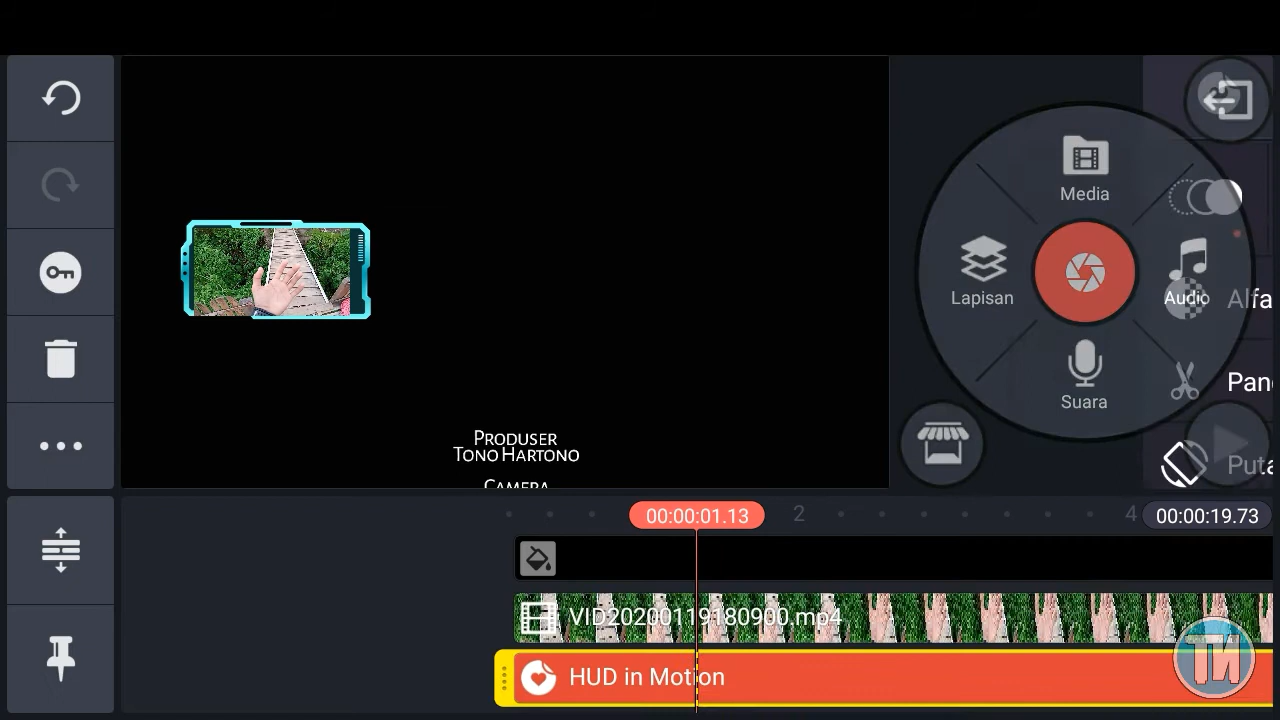 Media
Lapisan
Audio
Alfa
Pan
Suara
Puta
PRODUSER
TONO HARTONO
CAMERA
00:00:01.13
2
4
00:00:19.73
VID20200119180900.mp4
HUD in Motion
TN